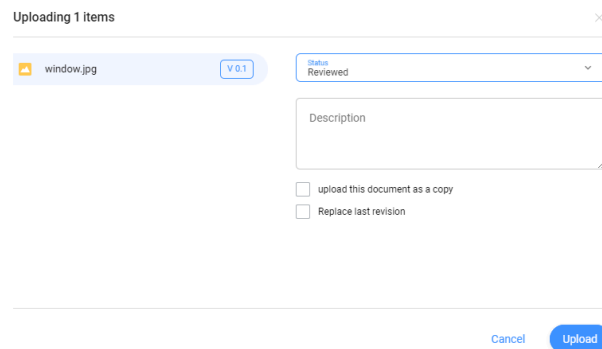 Uploading 1 items
window.jpg
V 0.1
Status
Reviewed
Description
upload this document as a copy
Replace last revision
Cancel
Upload